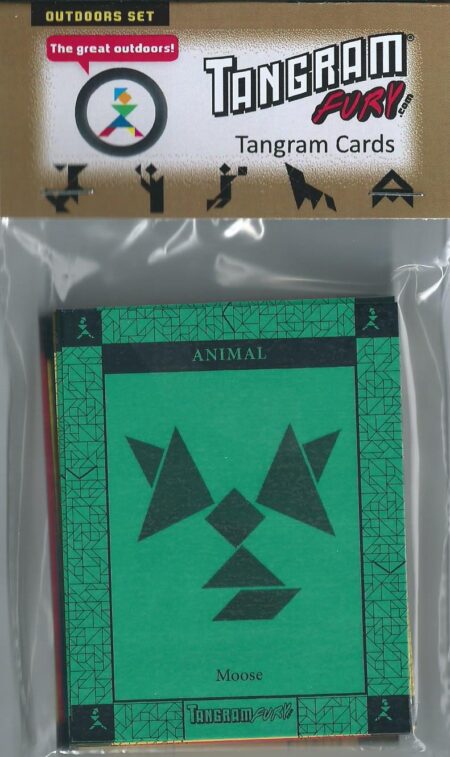 OUTDOORS SET
The great outdoors!
TANGRAM®
FURY.com
Tangram Cards
ANIMAL
Moose
TANGRAM FURY